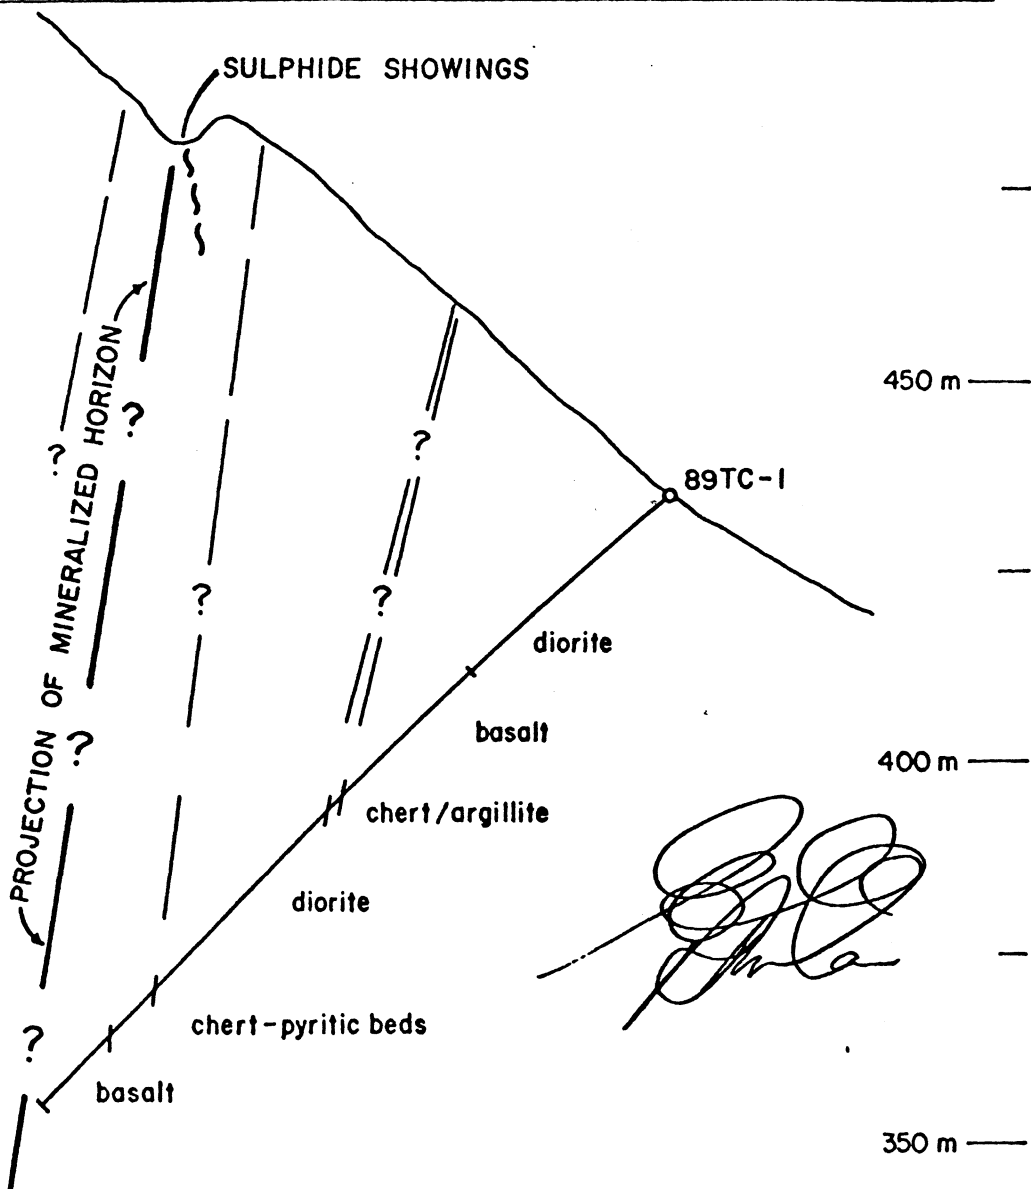 SULPHIDE SHOWINGS
PROJECTION OF MINERALIZED HORIZON
450 m
?
?
?
89TC-1
?
?
diorite
basalt
?
400 m
chert/argillite
diorite
chert-pyritic beds
?
basalt
350 m